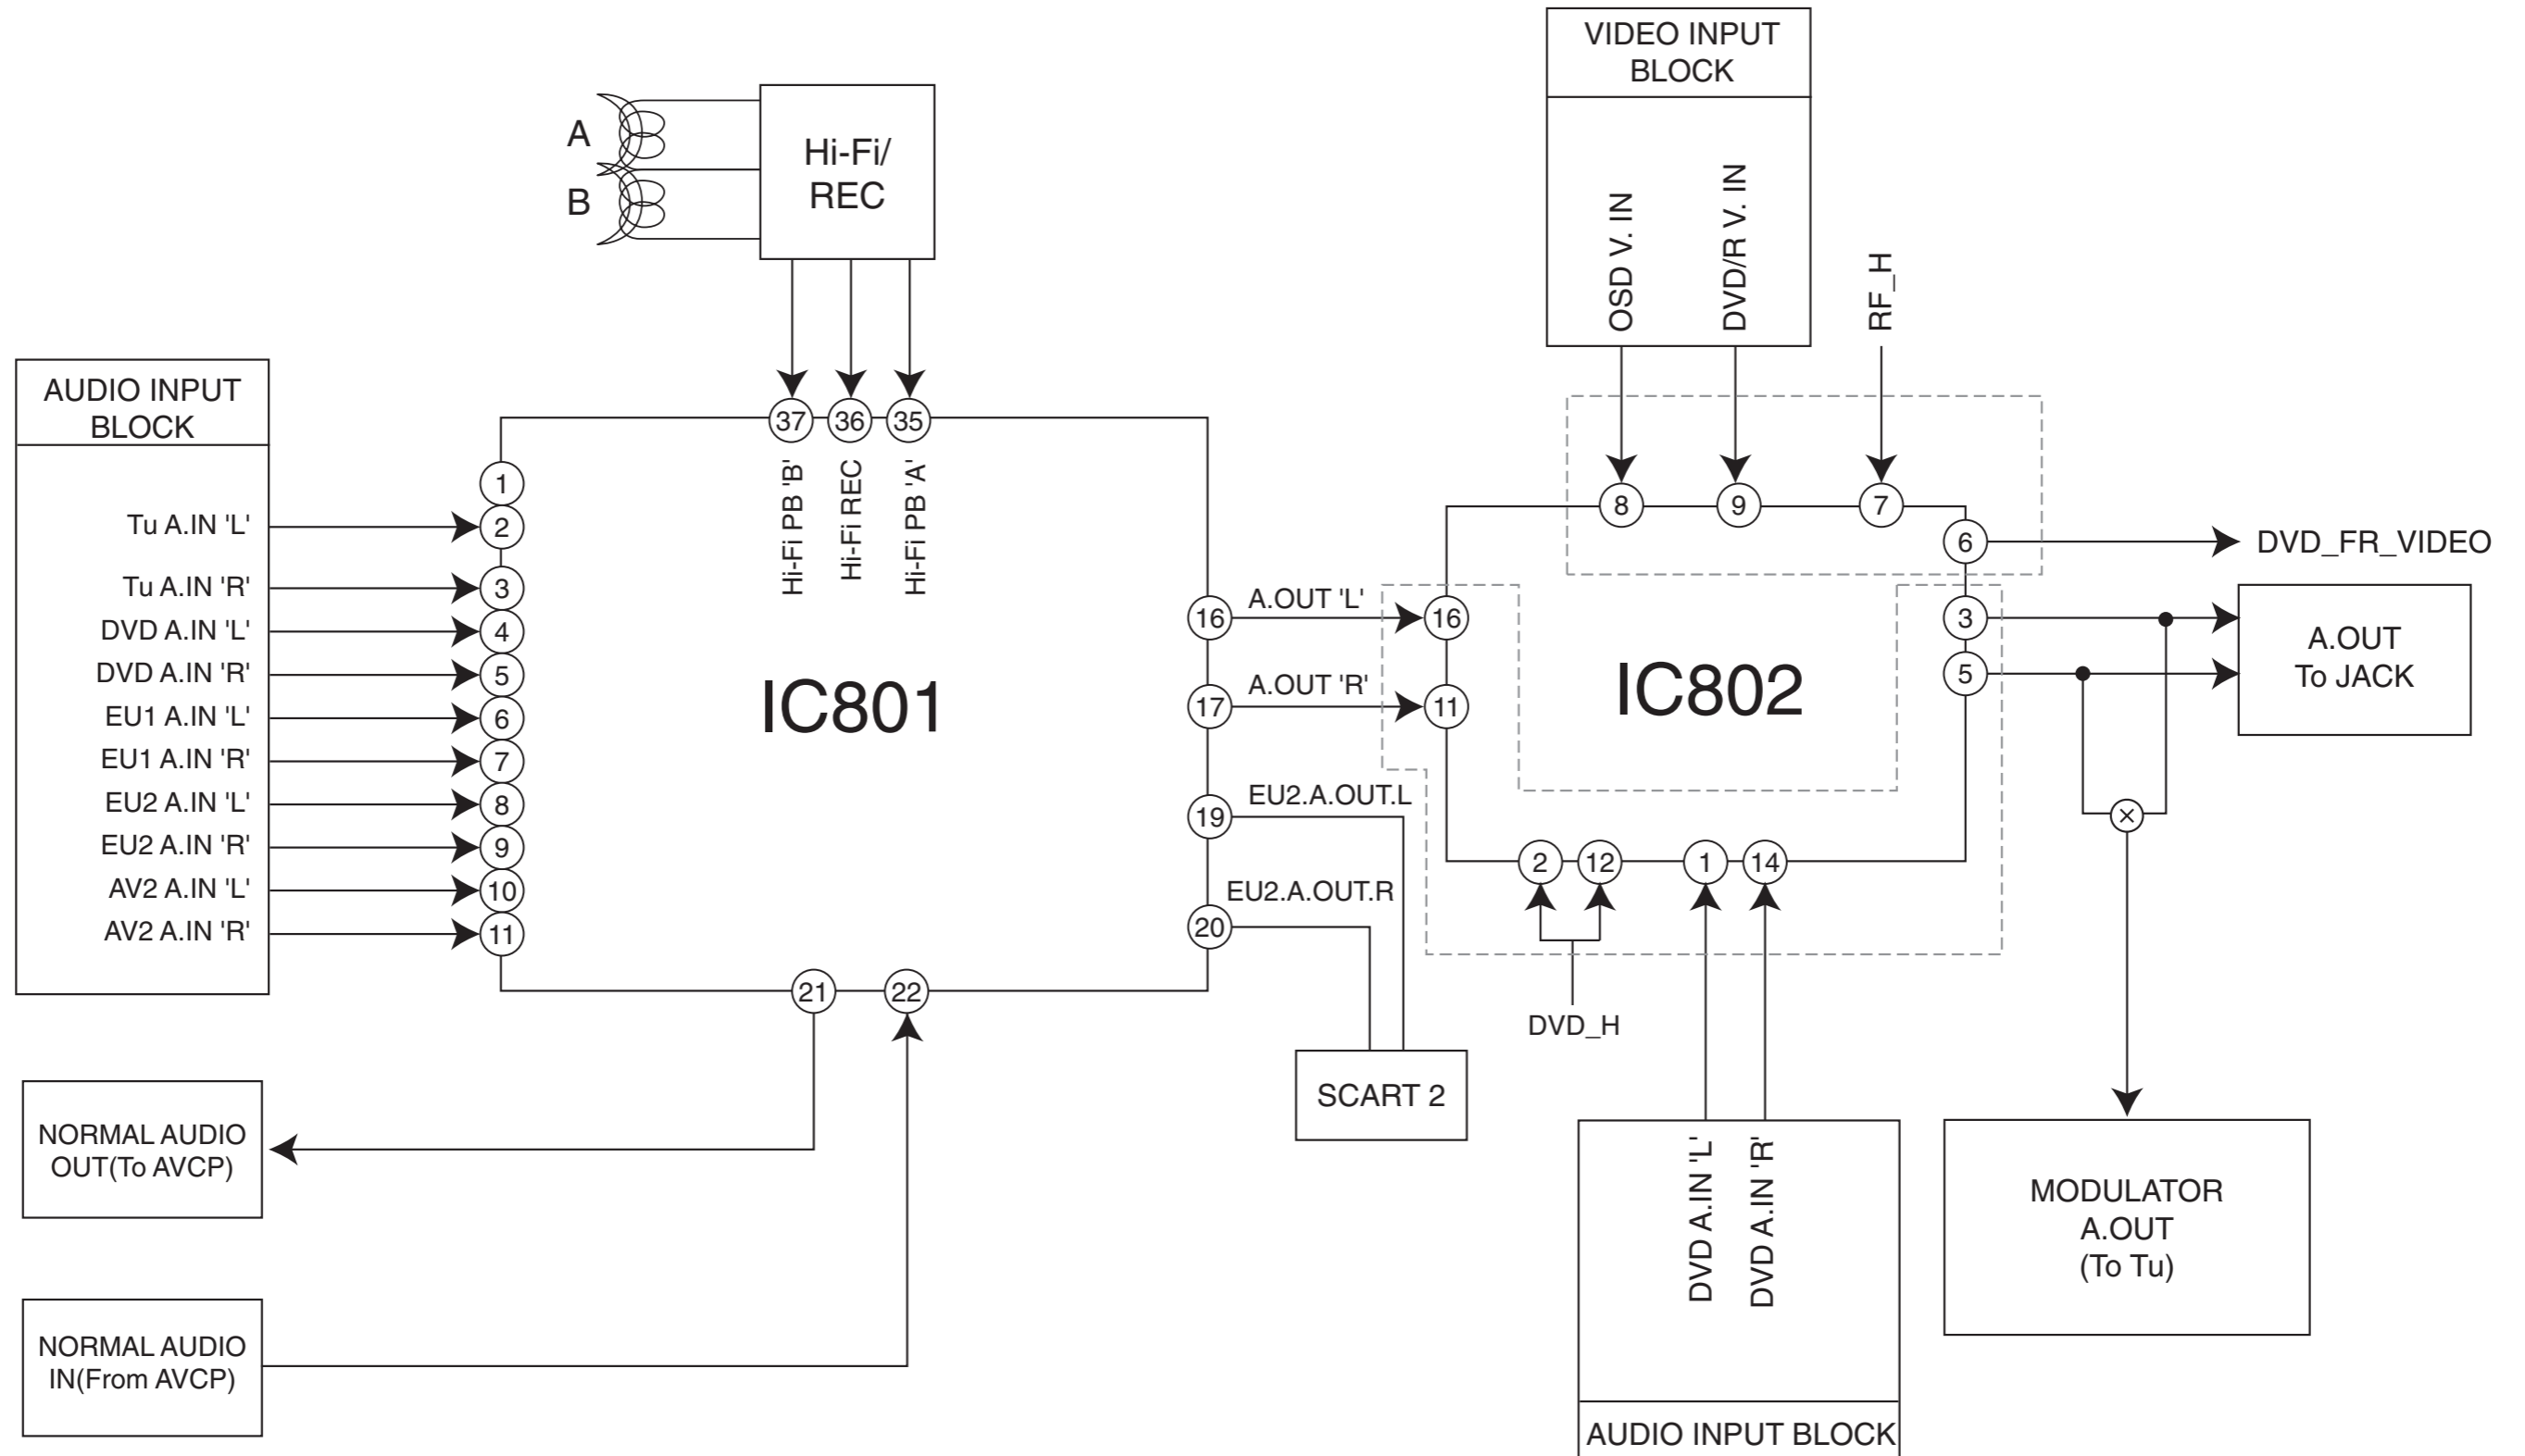 VIDEO INPUT
BLOCK
OSD V. IN
DVD/R V. IN
RF_H
A
B
Hi-Fi/
REC
AUDIO INPUT
BLOCK
Tu A.IN 'L'
Tu A.IN 'R'
DVD A.IN 'L'
DVD A.IN 'R'
EU1 A.IN 'L'
EU1 A.IN 'R'
EU2 A.IN 'L'
EU2 A.IN 'R'
AV2 A.IN 'L'
AV2 A.IN 'R'
1
2
3
4
5
6
7
8
9
10
11
37
36
35
Hi-Fi PB 'B'
Hi-Fi REC
Hi-Fi PB 'A'
IC801
16
17
19
20
21
22
A.OUT 'L'
A.OUT 'R'
EU2.A.OUT.L
EU2.A.OUT.R
SCART 2
8
9
7
6
16
11
3
5
IC802
2
12
1
14
DVD_FR_VIDEO
A.OUT
To JACK
DVD_H
NORMAL AUDIO
OUT(To AVCP)
NORMAL AUDIO
IN(From AVCP)
DVD A.IN 'L'
DVD A.IN 'R'
AUDIO INPUT BLOCK
MODULATOR
A.OUT
(To Tu)